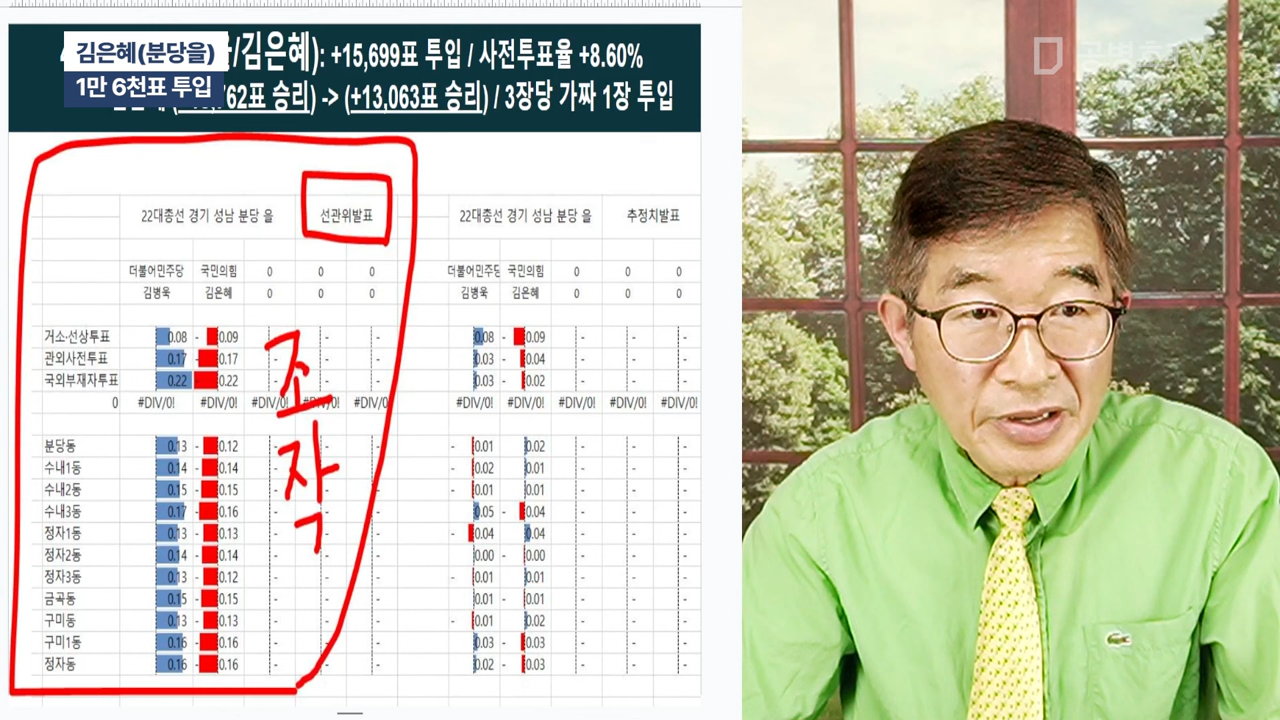 김은혜(분당을)
1만 6천표 투입
/김은혜): +15,699표 투입 / 사전투표율 +8.60%
762표 승리) -> (+13,063표 승리) / 3장당 가짜 1장 투입
22대총선 경기 성남 분당 을 선관위발표 22대총선 경기 성남 분당 을 추정치발표
더불어민주당 국민의힘 0 0 0 더불어민주당 국민의힘 0 0 0
김병욱 김은혜 0 0 0 김병욱 김은혜 0 0 0
거소·선상투표 0.08 - 0.09 - - - 0.08 - 0.09 - - -
관외사전투표 0.17 - 0.17 - - - 0.03 - 0.04 - - -
국외부재자투표 0.22 - 0.22 - - - 0.03 - 0.02 - - -
0 #DIV/0! #DIV/0! #DIV/0! #DIV/0! #DIV/0! #DIV/0! #DIV/0! #DIV/0! #DIV/0! #DIV/0!
분당동 0.13 - 0.12 - - - - 0.01 0.02 - - -
수내1동 0.14 - 0.14 - - - - 0.02 0.01 - - -
수내2동 0.15 - 0.15 - - - - 0.01 0.01 - - -
수내3동 0.17 - 0.16 - - - 0.05 - 0.04 - - -
정자1동 0.13 - 0.13 - - - - 0.04 0.04 - - -
정자2동 0.14 - 0.14 - - - 0.00 - 0.00 - - -
정자3동 0.13 - 0.12 - - - - 0.01 0.01 - - -
금곡동 0.15 - 0.15 - - - 0.01 - 0.01 - - -
구미동 0.13 - 0.13 - - - - 0.01 0.02 - - -
구미1동 0.16 - 0.16 - - - 0.03 - 0.03 - - -
정자동 0.16 - 0.16 - - - 0.02 - 0.03 - - -
조작